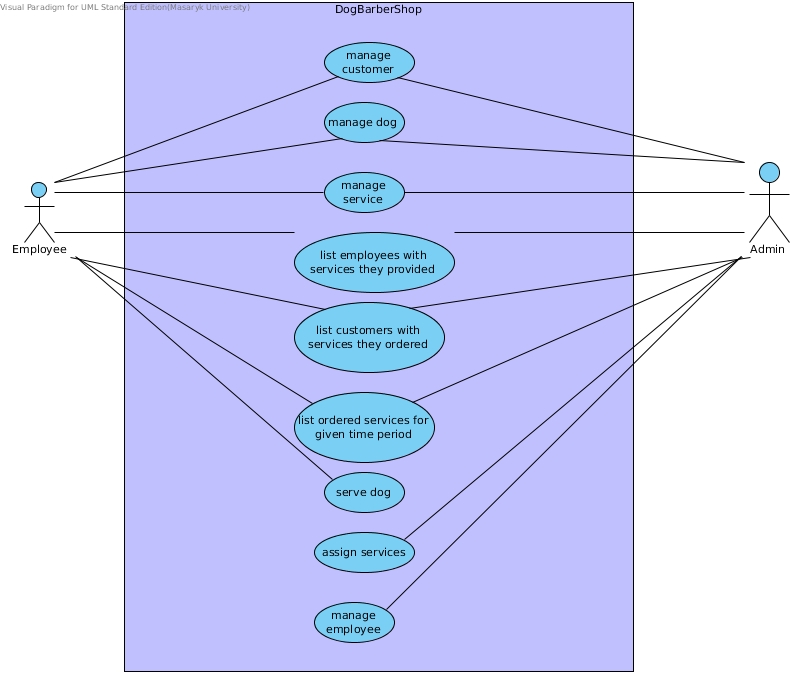 Visual Paradigm for UML Standard Edition(Masaryk University)
DogBarberShop
manage
customer
manage dog
manage
service
Employee
Admin
list employees with
services they provided
list customers with
services they ordered
list ordered services for
given time period
serve dog
assign services
manage
employee